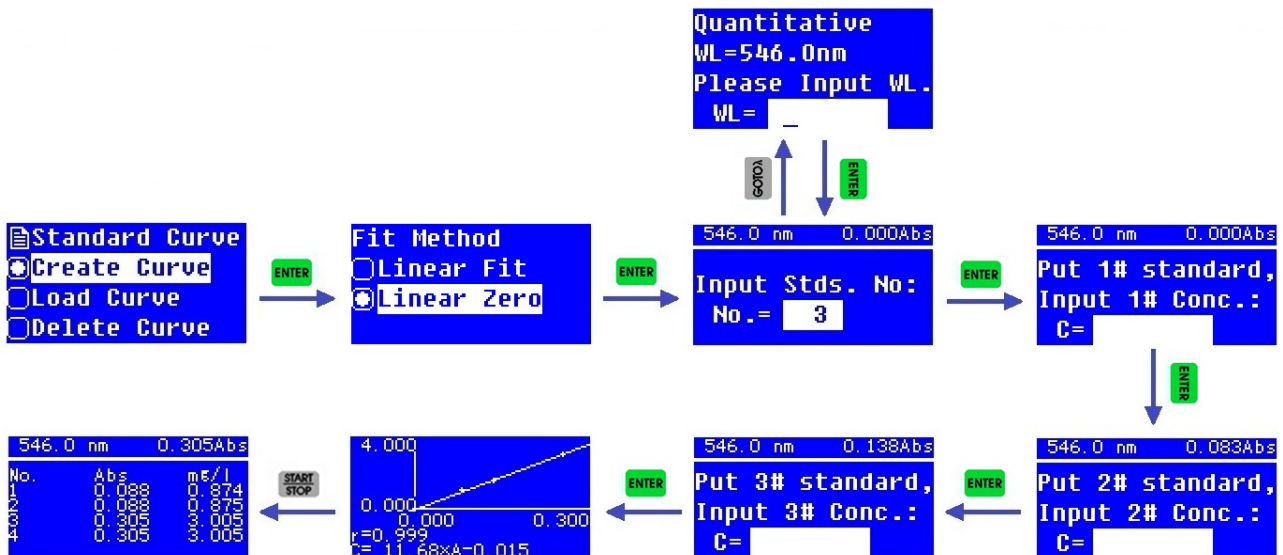 Quantitative
WL=546.0nm
Please Input WL.
WL= _
GOTOλ
ENTER
Standard Curve
Create Curve
Load Curve
Delete Curve
ENTER
Fit Method
Linear Fit
Linear Zero
ENTER
546.0 nm 0.000Abs
Input Stds. No:
No.= 3
ENTER
546.0 nm 0.000Abs
Put 1# standard,
Input 1# Conc.:
C=
ENTER
546.0 nm 0.305Abs
No. Abs mg/l
1 0.088 0.874
2 0.088 0.875
3 0.305 3.005
4 0.305 3.005
START
STOP
4.000
0.000
0.000 0.300
r=0.999
C= 11.68×A-0.015
ENTER
546.0 nm 0.138Abs
Put 3# standard,
Input 3# Conc.:
C=
ENTER
546.0 nm 0.083Abs
Put 2# standard,
Input 2# Conc.:
C=